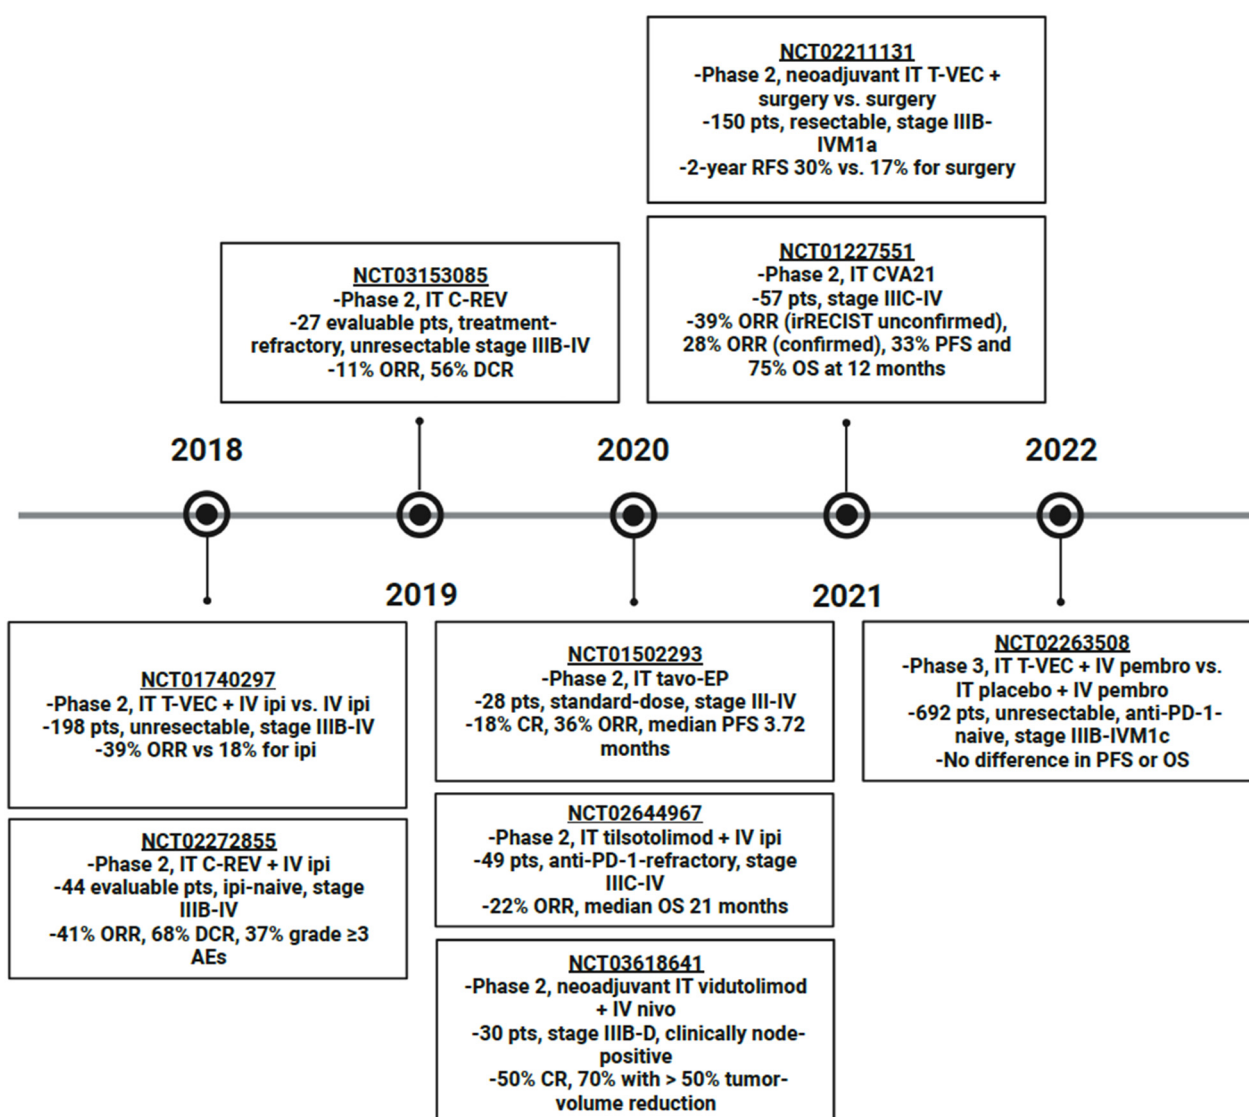 NCT02211131
-Phase 2, neoadjuvant IT T-VEC +
surgery vs. surgery
-150 pts, resectable, stage IIIB-
IVM1a
-2-year RFS 30% vs. 17% for surgery
NCT01227551
-Phase 2, IT CVA21
-57 pts, stage IIIC-IV
-39% ORR (irRECIST unconfirmed),
28% ORR (confirmed), 33% PFS and
75% OS at 12 months
NCT03153085
-Phase 2, IT C-REV
-27 evaluable pts, treatment-
refractory, unresectable stage IIIB-IV
-11% ORR, 56% DCR
2018
2020
2022
2019
2021
NCT01740297
-Phase 2, IT T-VEC + IV ipi vs. IV ipi
-198 pts, unresectable, stage IIIB-IV
-39% ORR vs 18% for ipi
NCT02272855
-Phase 2, IT C-REV + IV ipi
-44 evaluable pts, ipi-naive, stage
IIIB-IV
-41% ORR, 68% DCR, 37% grade ≥3
AEs
NCT01502293
-Phase 2, IT tavo-EP
-28 pts, standard-dose, stage III-IV
-18% CR, 36% ORR, median PFS 3.72
months
NCT02644967
-Phase 2, IT tilsotolimod + IV ipi
-49 pts, anti-PD-1-refractory, stage
IIIC-IV
-22% ORR, median OS 21 months
NCT03618641
-Phase 2, neoadjuvant IT vidutolimod
+ IV nivo
-30 pts, stage IIIB-D, clinically node-
positive
-50% CR, 70% with > 50% tumor-
volume reduction
NCT02263508
-Phase 3, IT T-VEC + IV pembro vs.
IT placebo + IV pembro
-692 pts, unresectable, anti-PD-1-
naive, stage IIIB-IVM1c
-No difference in PFS or OS